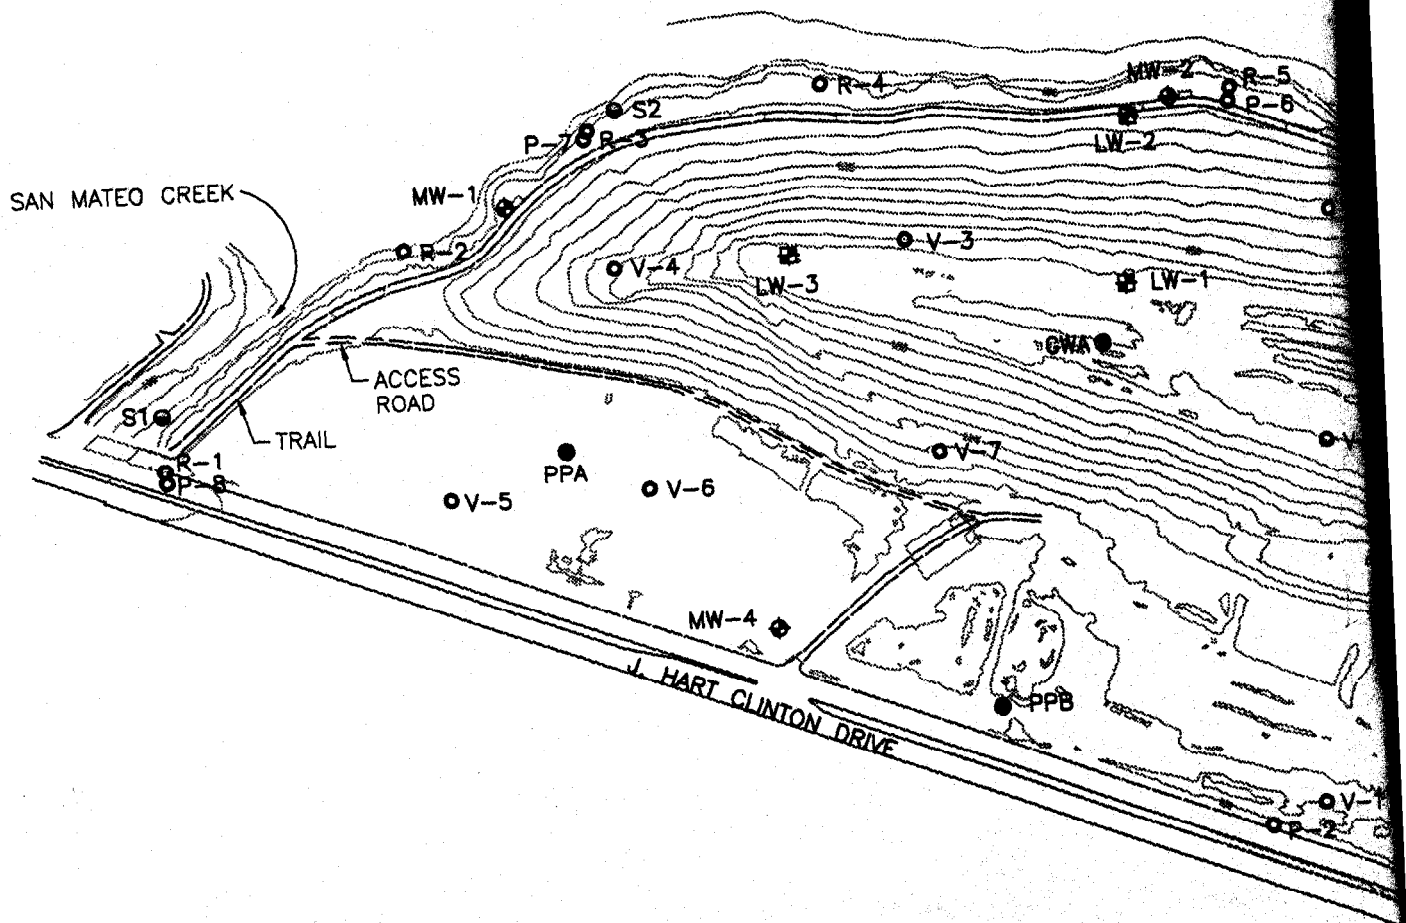 MW-2
R-5
R-4
P-6
S2
P-7
R-3
LW-2
SAN MATEO CREEK
MW-1
R-2
V-3
V-4
LW-3
LW-1
GWA
ACCESS
ROAD
S1
TRAIL
V-7
R-1
PPA
P-8
V-6
V-5
MW-4
J. HART CLINTON DRIVE
PPB
V-1
P-2